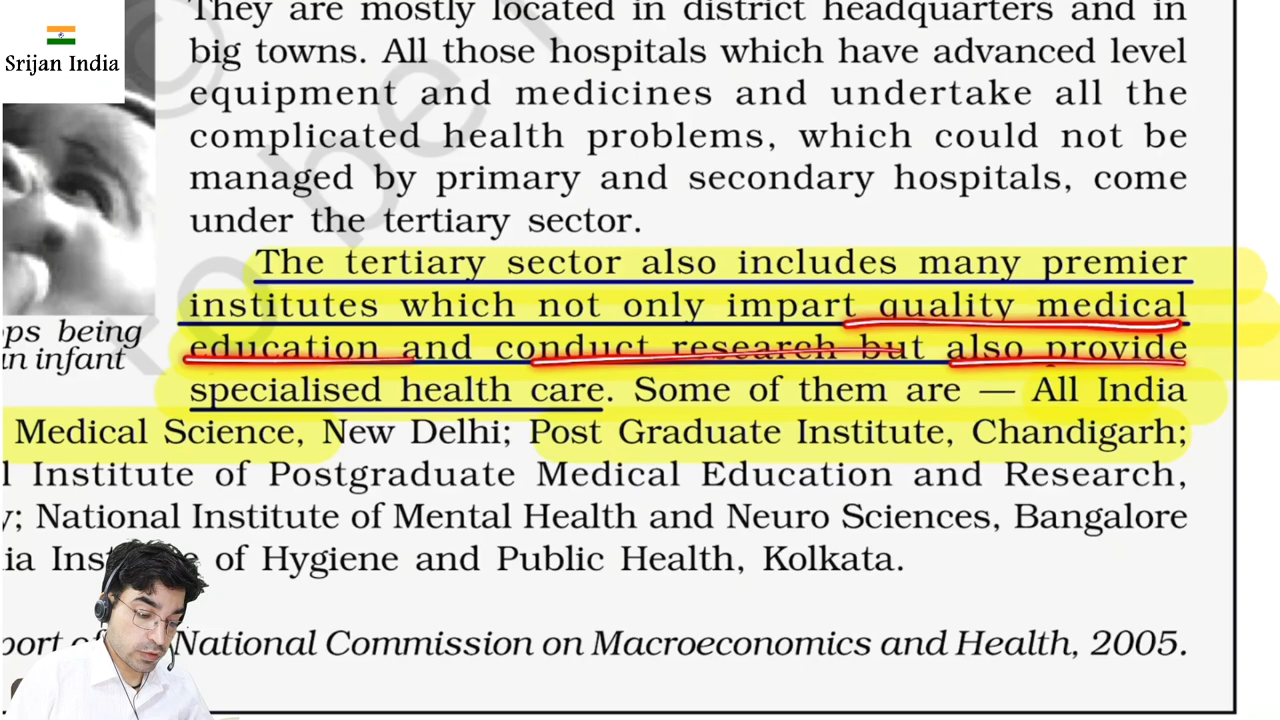 They are mostly located in district headquarters and in
big towns. All those hospitals which have advanced level
Srijan India
equipment and medicines and undertake all the
complicated health problems, which could not be
managed by primary and secondary hospitals, come
under the tertiary sector.
The tertiary sector also includes many premier
institutes which not only impart quality medical
ops being
education and conduct research but also provide
an infant
specialised health care. Some of them are — All India
Medical Science, New Delhi; Post Graduate Institute, Chandigarh;
l Institute of Postgraduate Medical Education and Research,
y; National Institute of Mental Health and Neuro Sciences, Bangalore
of Hygiene and Public Health, Kolkata.
National Commission on Macroeconomics and Health, 2005.